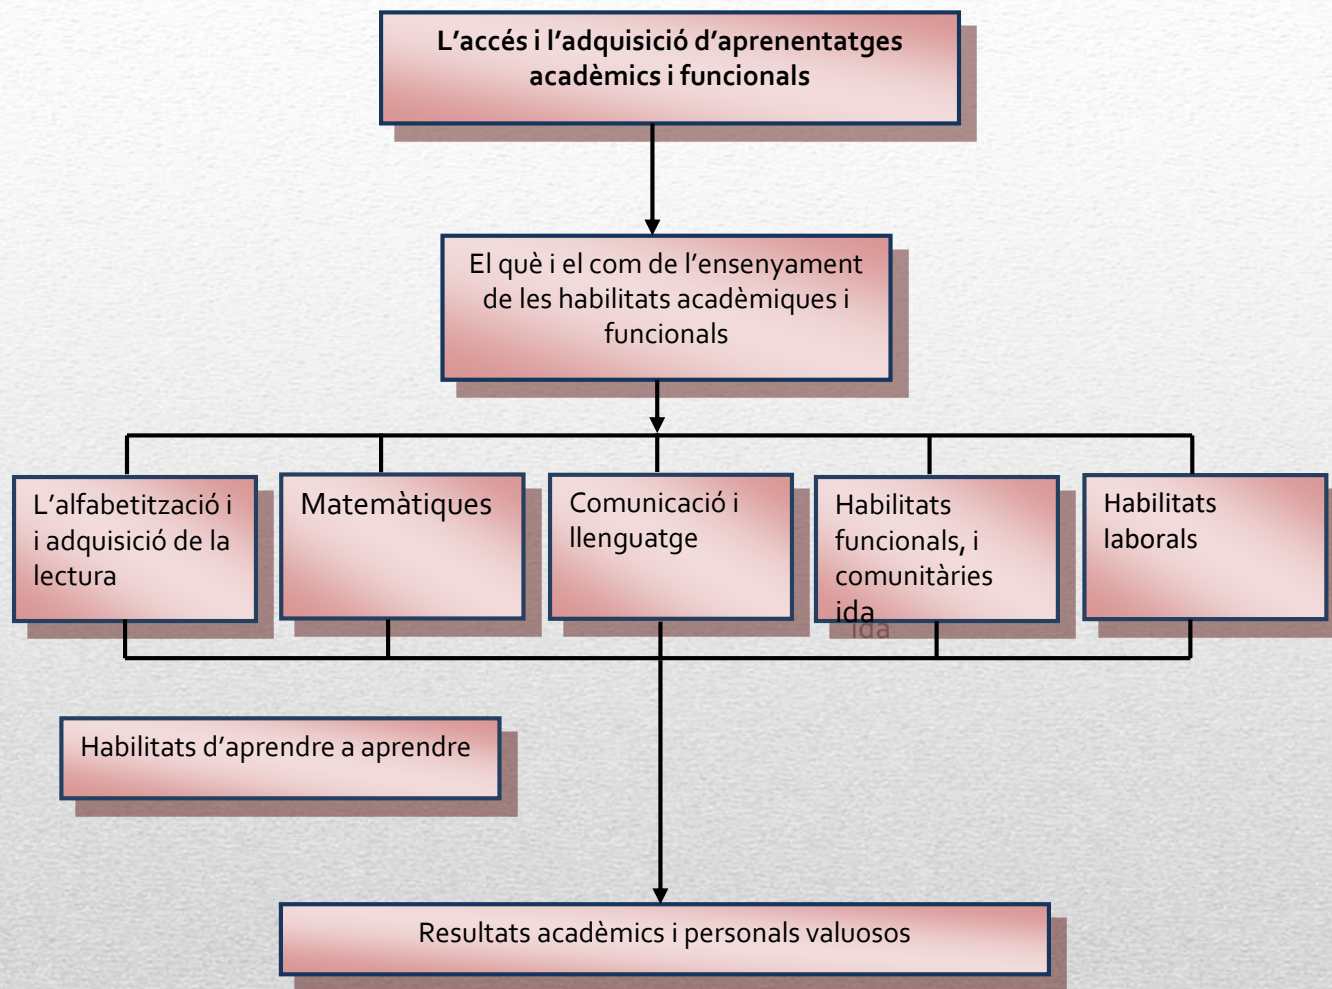 L’accés i l’adquisició d’aprenentatges
acadèmics i funcionals
El què i el com de l’ensenyament
de les habilitats acadèmiques i
funcionals
L’alfabetització i
i adquisició de la
lectura
Matemàtiques
Comunicació i
llenguatge
Habilitats
funcionals, i
comunitàries
ida
Habilitats
laborals
Habilitats d’aprendre a aprendre
Resultats acadèmics i personals valuosos